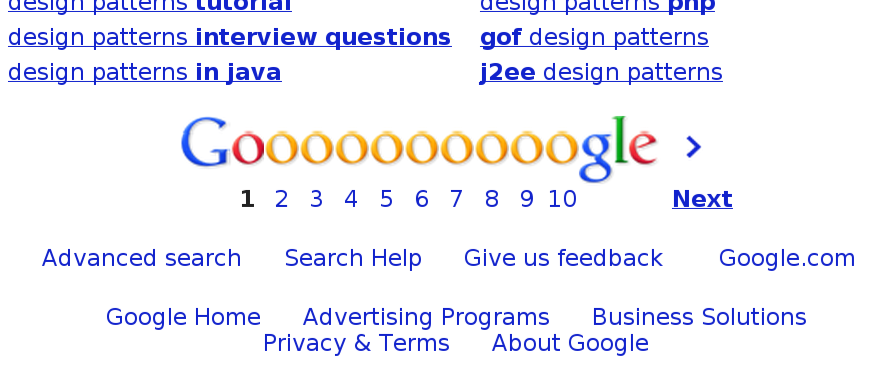 design patterns tutorial design patterns php
design patterns interview questions gof design patterns
design patterns in java j2ee design patterns
Goooooooooogle >
1 2 3 4 5 6 7 8 9 10 Next
Advanced search Search Help Give us feedback Google.com
Google Home Advertising Programs Business Solutions
Privacy & Terms About Google